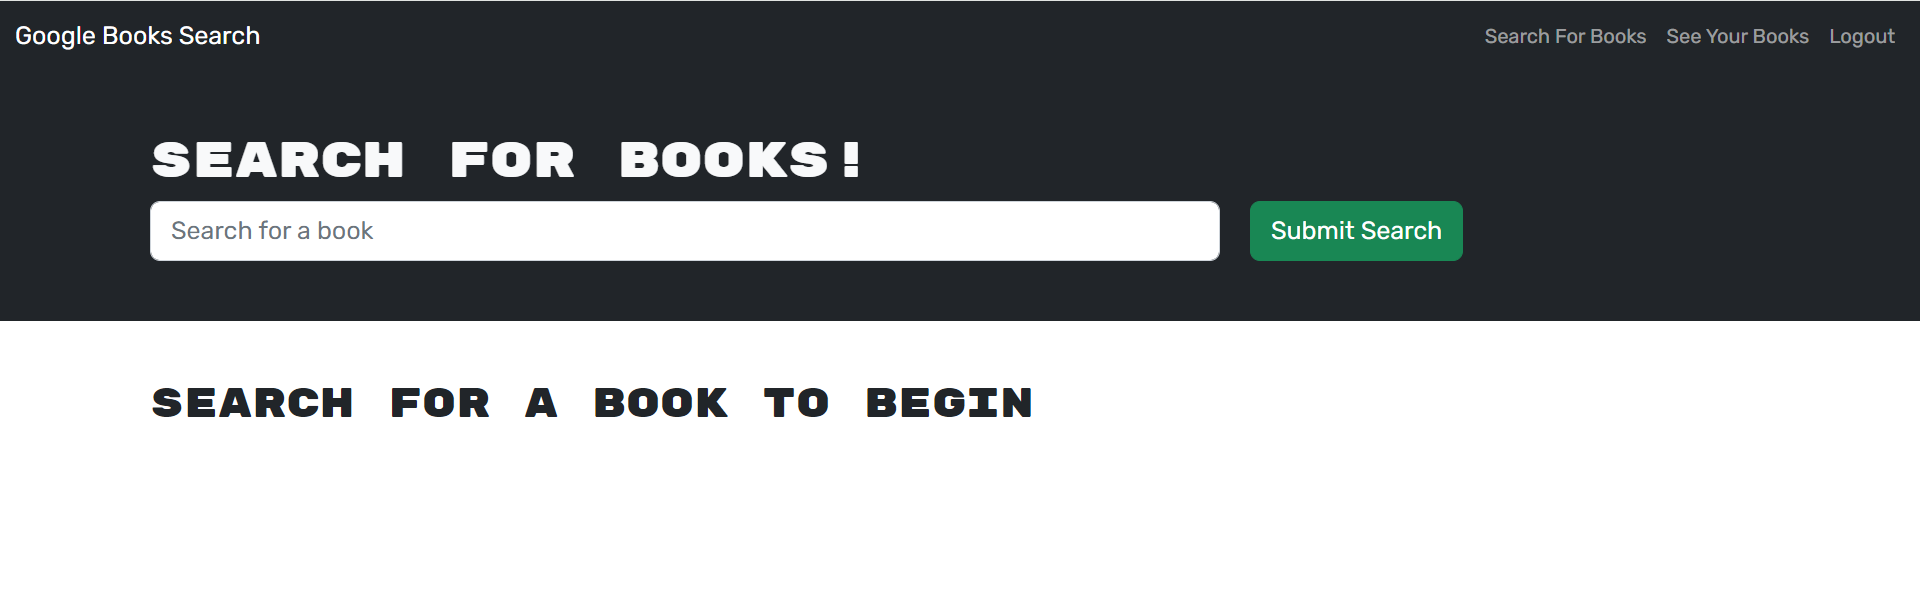 Google Books Search
Search For Books
See Your Books
Logout
SEARCH FOR BOOKS!
Search for a book
Submit Search
SEARCH FOR A BOOK TO BEGIN